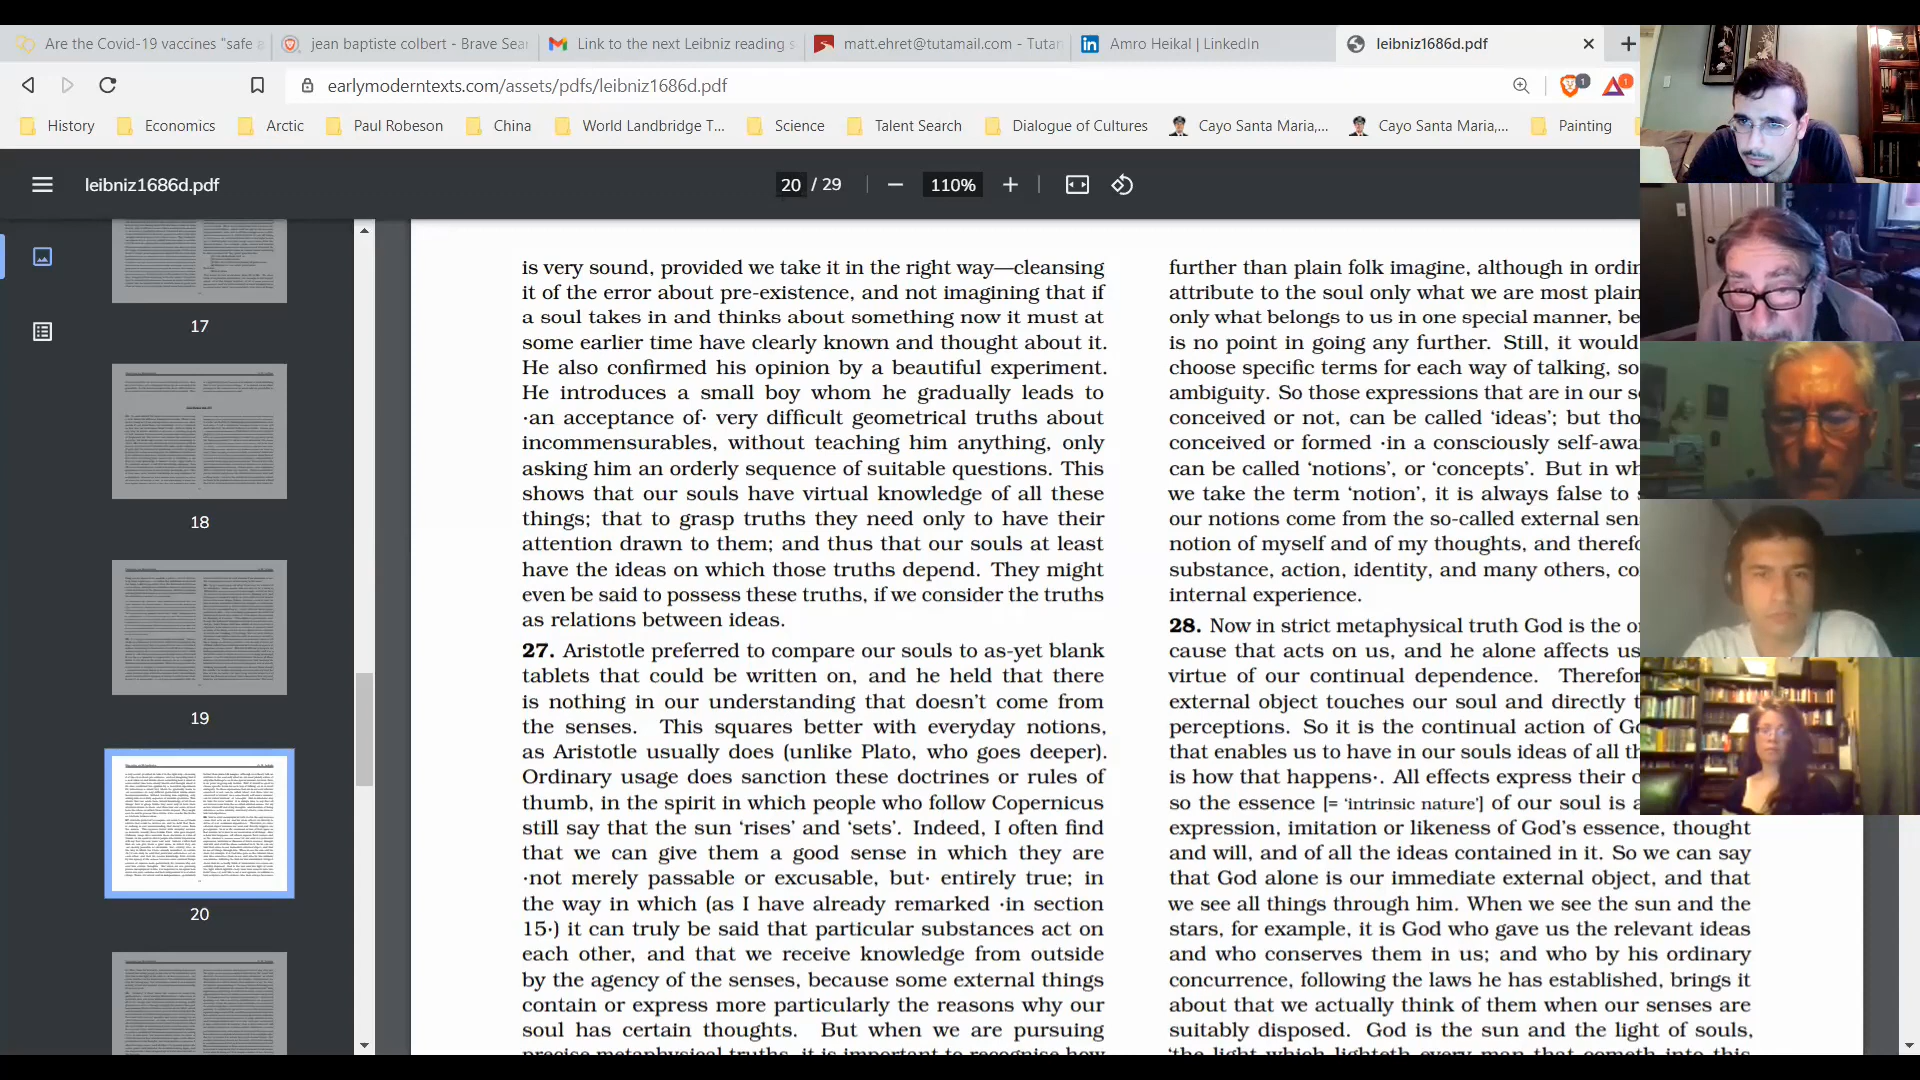 Are the Covid-19 vaccines "safe a
jean baptiste colbert - Brave Sear
Link to the next Leibniz reading s
matt.ehret@tutamail.com - Tutan
Amro Heikal | LinkedIn
leibniz1686d.pdf
earlymoderntexts.com/assets/pdfs/leibniz1686d.pdf
1
1
History
Economics
Arctic
Paul Robeson
China
World Landbridge T...
Science
Talent Search
Dialogue of Cultures
Cayo Santa Maria,...
Cayo Santa Maria,...
Painting
leibniz1686d.pdf
20 / 29
110%
17
18
19
20
is very sound, provided we take it in the right way—cleansing
it of the error about pre-existence, and not imagining that if
a soul takes in and thinks about something now it must at
some earlier time have clearly known and thought about it.
He also confirmed his opinion by a beautiful experiment.
He introduces a small boy whom he gradually leads to
·an acceptance of· very difficult geometrical truths about
incommensurables, without teaching him anything, only
asking him an orderly sequence of suitable questions. This
shows that our souls have virtual knowledge of all these
things; that to grasp truths they need only to have their
attention drawn to them; and thus that our souls at least
have the ideas on which those truths depend. They might
even be said to possess these truths, if we consider the truths
as relations between ideas.
27. Aristotle preferred to compare our souls to as-yet blank
tablets that could be written on, and he held that there
is nothing in our understanding that doesn't come from
the senses. This squares better with everyday notions,
as Aristotle usually does (unlike Plato, who goes deeper).
Ordinary usage does sanction these doctrines or rules of
thumb, in the spirit in which people who follow Copernicus
still say that the sun 'rises' and 'sets'. Indeed, I often find
that we can give them a good sense in which they are
·not merely passable or excusable, but· entirely true; in
the way in which (as I have already remarked ·in section
15·) it can truly be said that particular substances act on
each other, and that we receive knowledge from outside
by the agency of the senses, because some external things
contain or express more particularly the reasons why our
soul has certain thoughts. But when we are pursuing
precise metaphysical truths, it is important to recognise how
further than plain folk imagine, although in ordin
attribute to the soul only what we are most plain
only what belongs to us in one special manner, be
is no point in going any further. Still, it would
choose specific terms for each way of talking, so
ambiguity. So those expressions that are in our s
conceived or not, can be called 'ideas'; but tho
conceived or formed ·in a consciously self-awa
can be called 'notions', or 'concepts'. But in wh
we take the term 'notion', it is always false to s
our notions come from the so-called external sen
notion of myself and of my thoughts, and therefo
substance, action, identity, and many others, co
internal experience.
28. Now in strict metaphysical truth God is the o
cause that acts on us, and he alone affects us
virtue of our continual dependence. Therefor
external object touches our soul and directly t
perceptions. So it is the continual action of Go
that enables us to have in our souls ideas of all th
is how that happens·. All effects express their c
so the essence [= 'intrinsic nature'] of our soul is a
expression, imitation or likeness of God's essence, thought
and will, and of all the ideas contained in it. So we can say
that God alone is our immediate external object, and that
we see all things through him. When we see the sun and the
stars, for example, it is God who gave us the relevant ideas
and who conserves them in us; and who by his ordinary
concurrence, following the laws he has established, brings it
about that we actually think of them when our senses are
suitably disposed. God is the sun and the light of souls,
'the light which lighteth every man that cometh into this